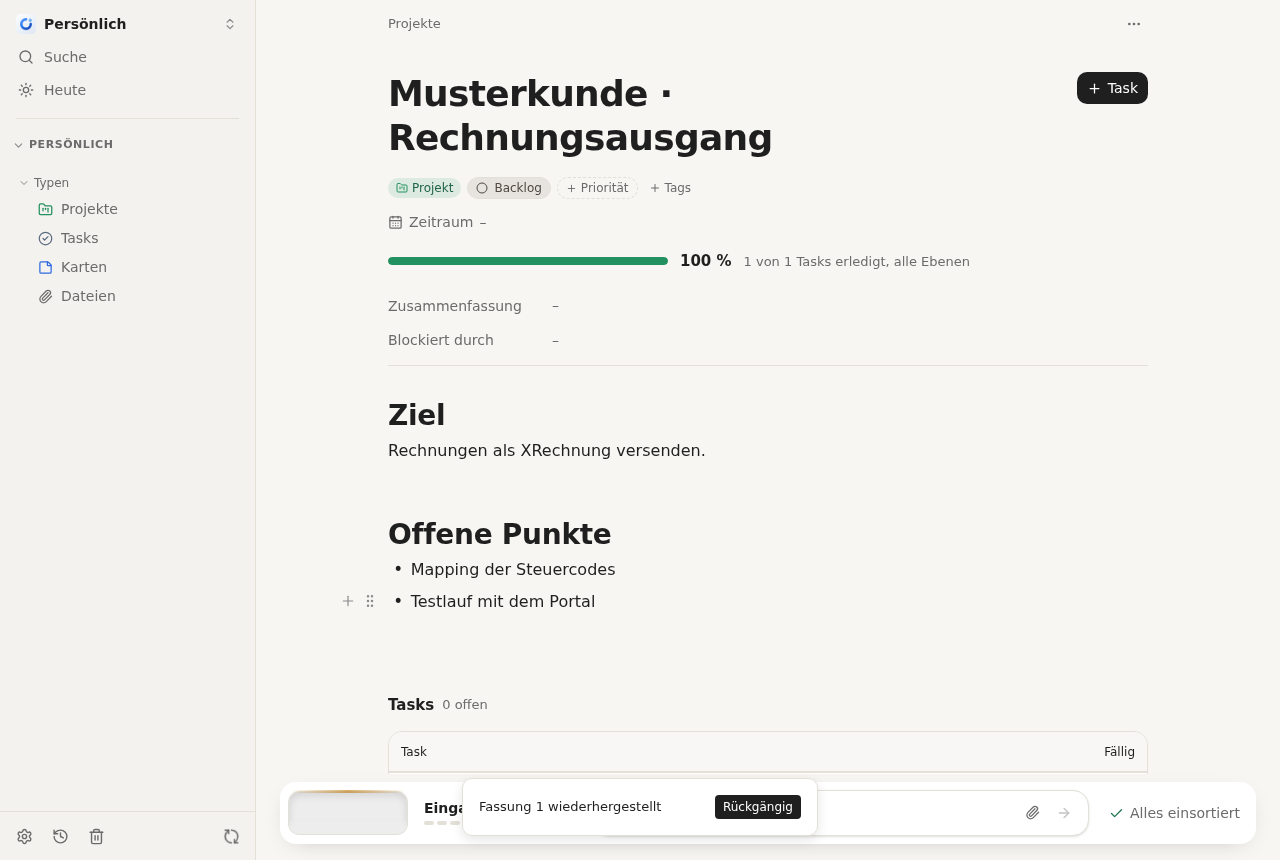 Persönlich
Suche
Heute
PERSÖNLICH
Typen
Projekte
Tasks
Karten
Dateien
Projekte
Musterkunde ·
Rechnungsausgang
+ Task
Projekt
Backlog
+ Priorität
+ Tags
Zeitraum –
100 % 1 von 1 Tasks erledigt, alle Ebenen
Zusammenfassung –
Blockiert durch –
Ziel
Rechnungen als XRechnung versenden.
Offene Punkte
• Mapping der Steuercodes
• Testlauf mit dem Portal
Tasks 0 offen
Task Fällig
Fassung 1 wiederhergestellt Rückgängig
Alles einsortiert